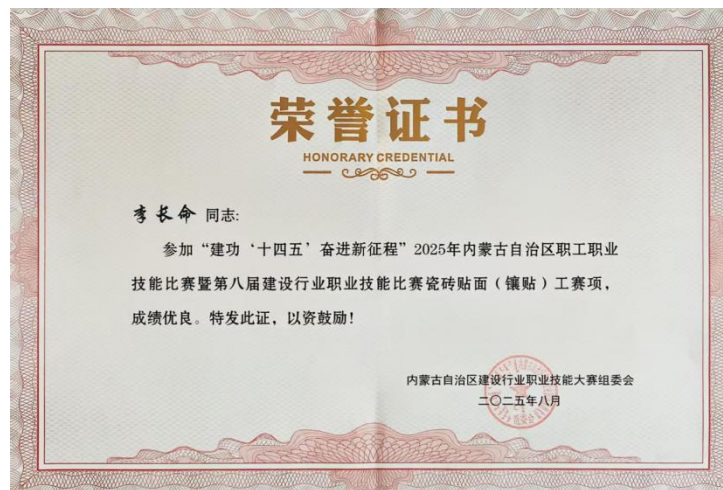 荣誉证书
HONORARY CREDENTIAL
李长命 同志:
参加“建功‘十四五’奋进新征程”2025年内蒙古自治区职工职业
技能比赛暨第八届建设行业职业技能比赛瓷砖贴面（镶贴）工赛项，
成绩优良。特发此证，以资鼓励！
内蒙古自治区建设行业职业技能大赛组委会
二〇二五年八月